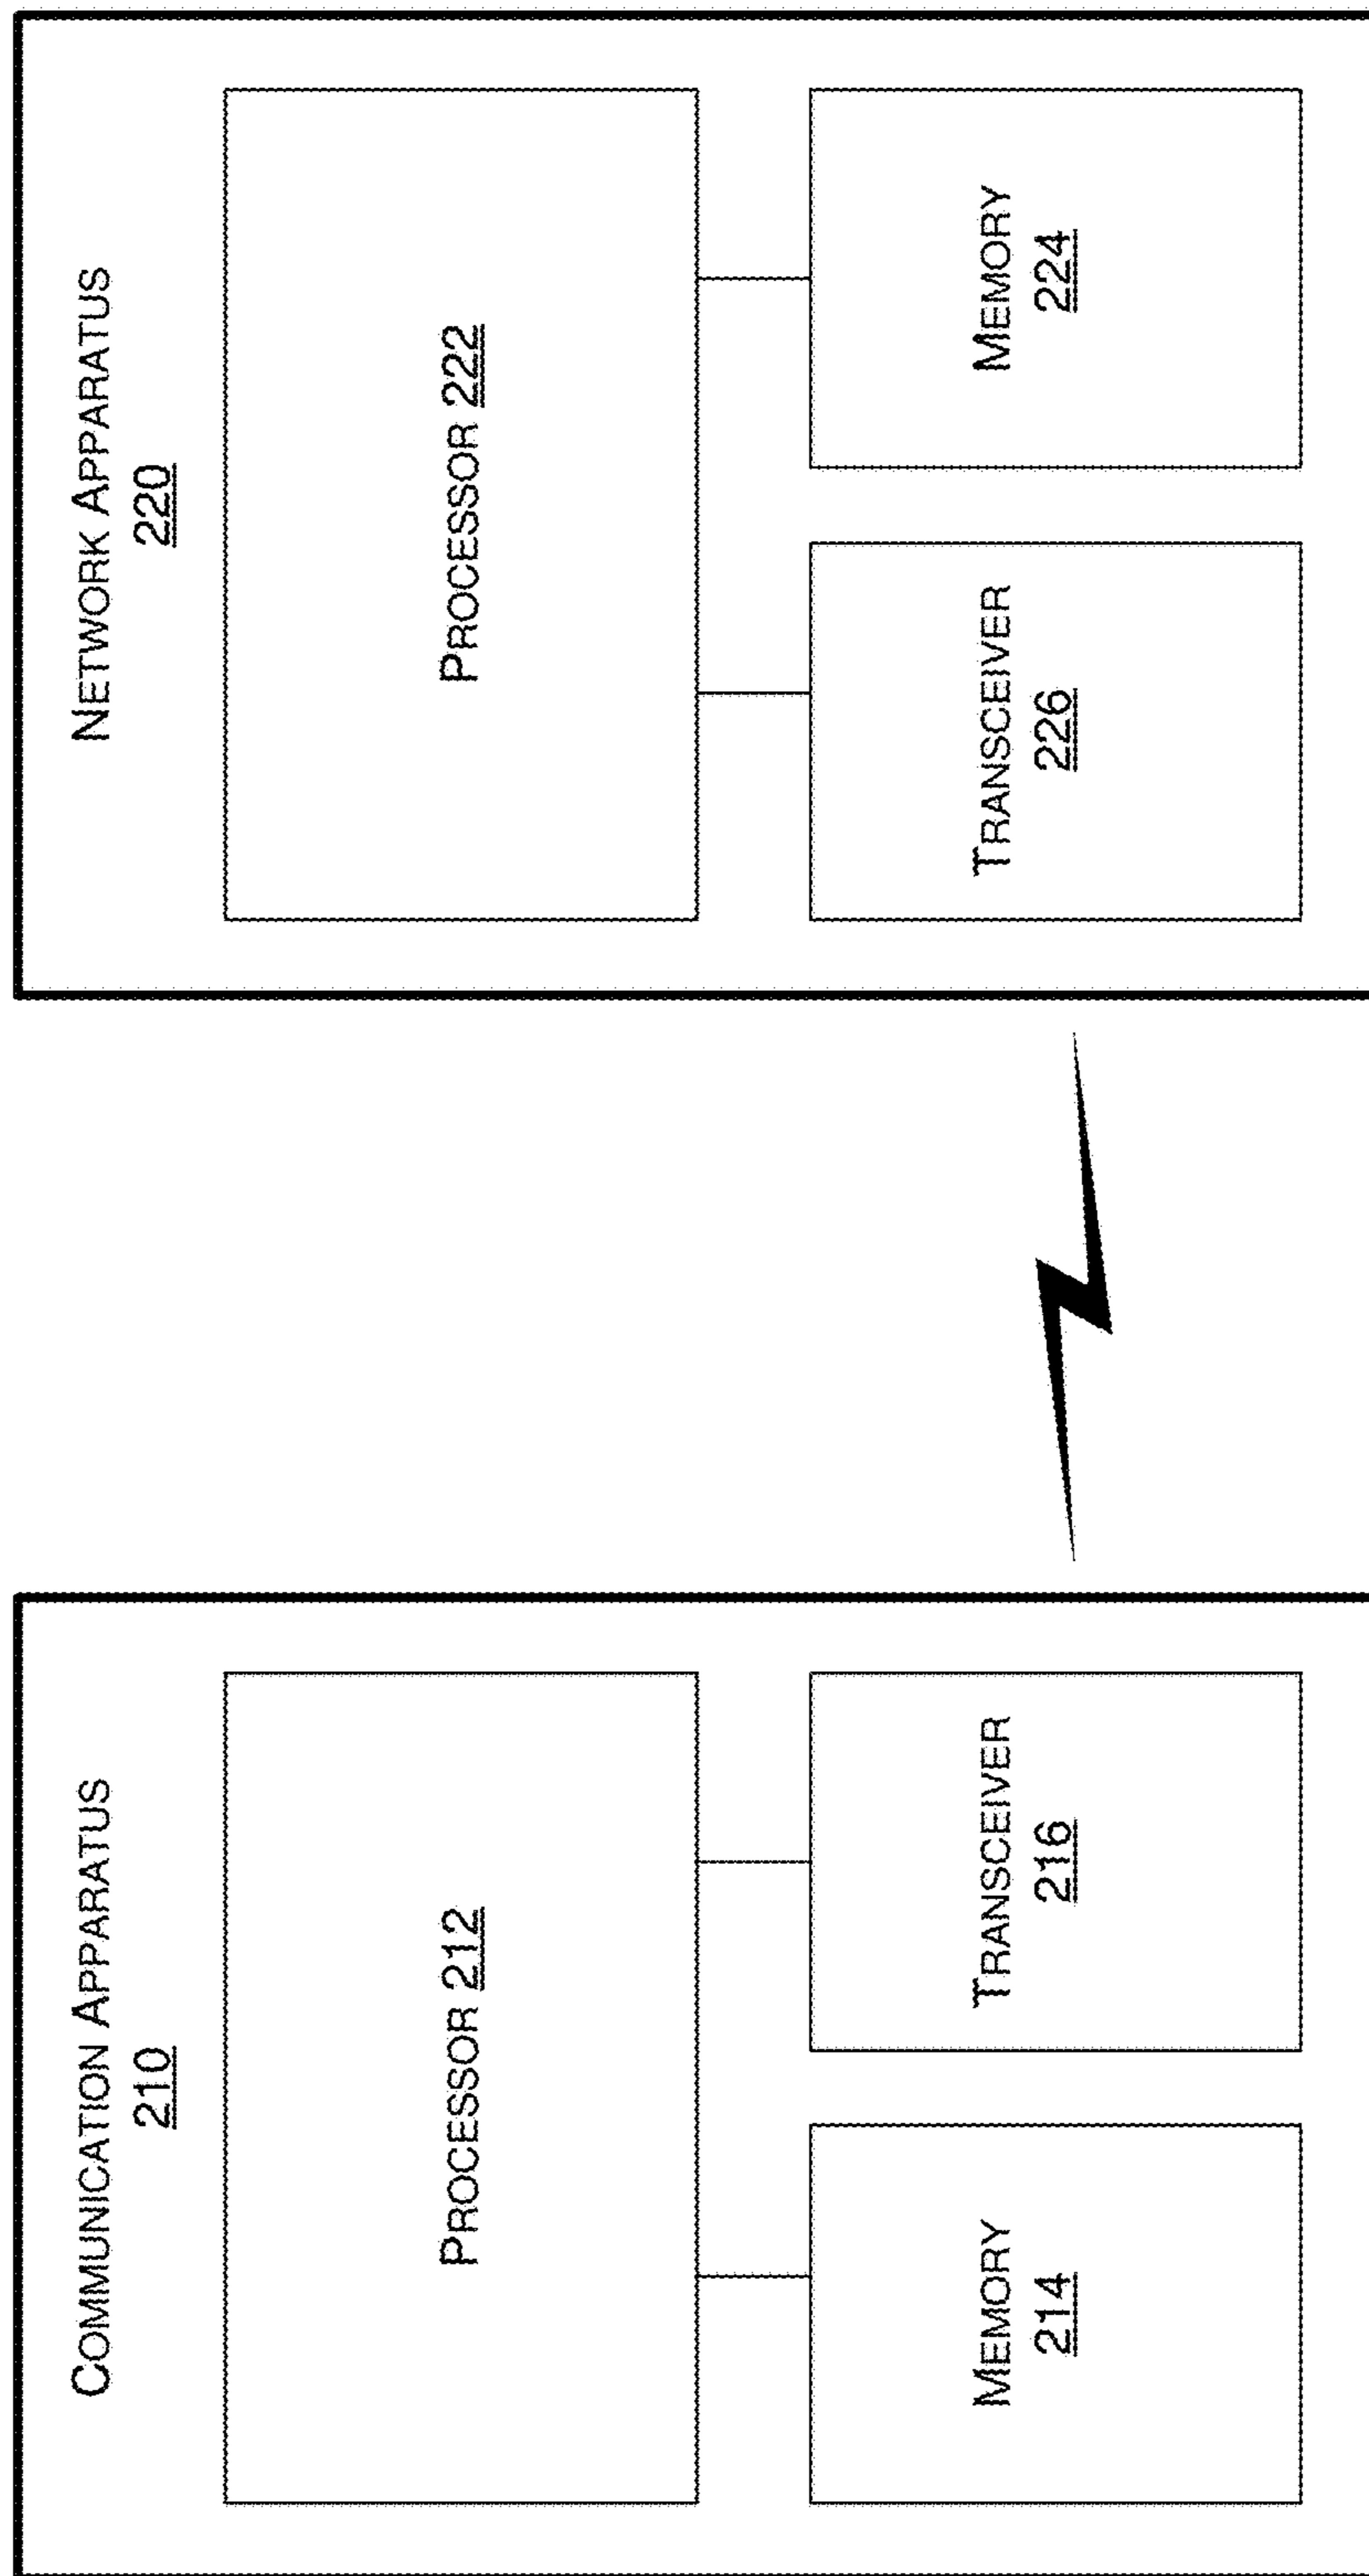 COMMUNICATION APPARATUS
210
PROCESSOR 212
MEMORY
214
TRANSCEIVER
216
NETWORK APPARATUS
220
PROCESSOR 222
TRANSCEIVER
226
MEMORY
224